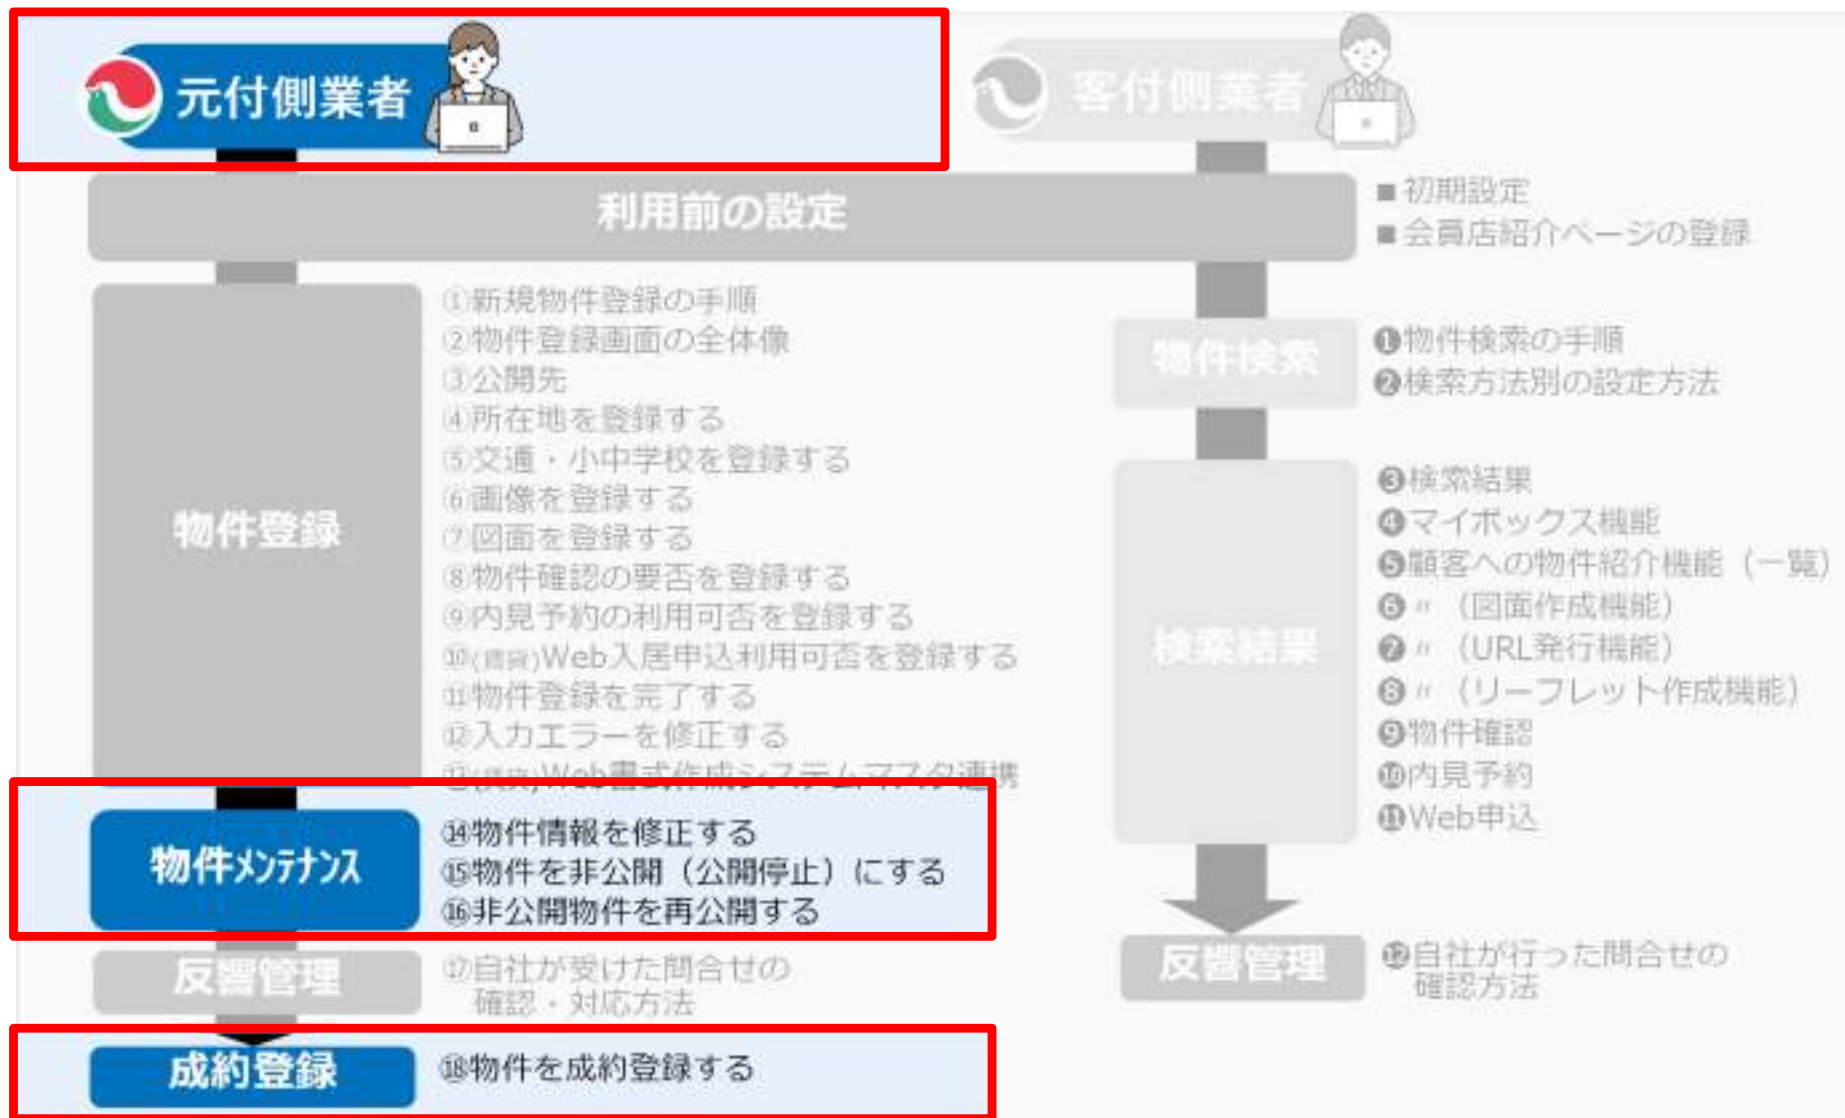 元付側業者
客付側業者
利用前の設定
■初期設定
■会員店紹介ページの登録
物件登録
①新規物件登録の手順
②物件登録画面の全体像
③公開先
④所在地を登録する
⑤交通・小中学校を登録する
⑥画像を登録する
⑦図面を登録する
⑧物件確認の要否を登録する
⑨内見予約の利用可否を登録する
⑩(賃貸)Web入居申込利用可否を登録する
⑪物件登録を完了する
⑫入力エラーを修正する
⑬(賃貸)Web書式作成システムマスタ連携
物件メンテナンス
⑭物件情報を修正する
⑮物件を非公開（公開停止）にする
⑯非公開物件を再公開する
反響管理
⑰自社が受けた問合せの
確認・対応方法
成約登録
⑱物件を成約登録する
物件検索
❶物件検索の手順
❷検索方法別の設定方法
検索結果
❸検索結果
❹マイボックス機能
❺顧客への物件紹介機能（一覧）
❻〃（図面作成機能）
❼〃（URL発行機能）
❽〃（リーフレット作成機能）
❾物件確認
❿内見予約
⓫Web申込
反響管理
⓬自社が行った問合せの
確認方法